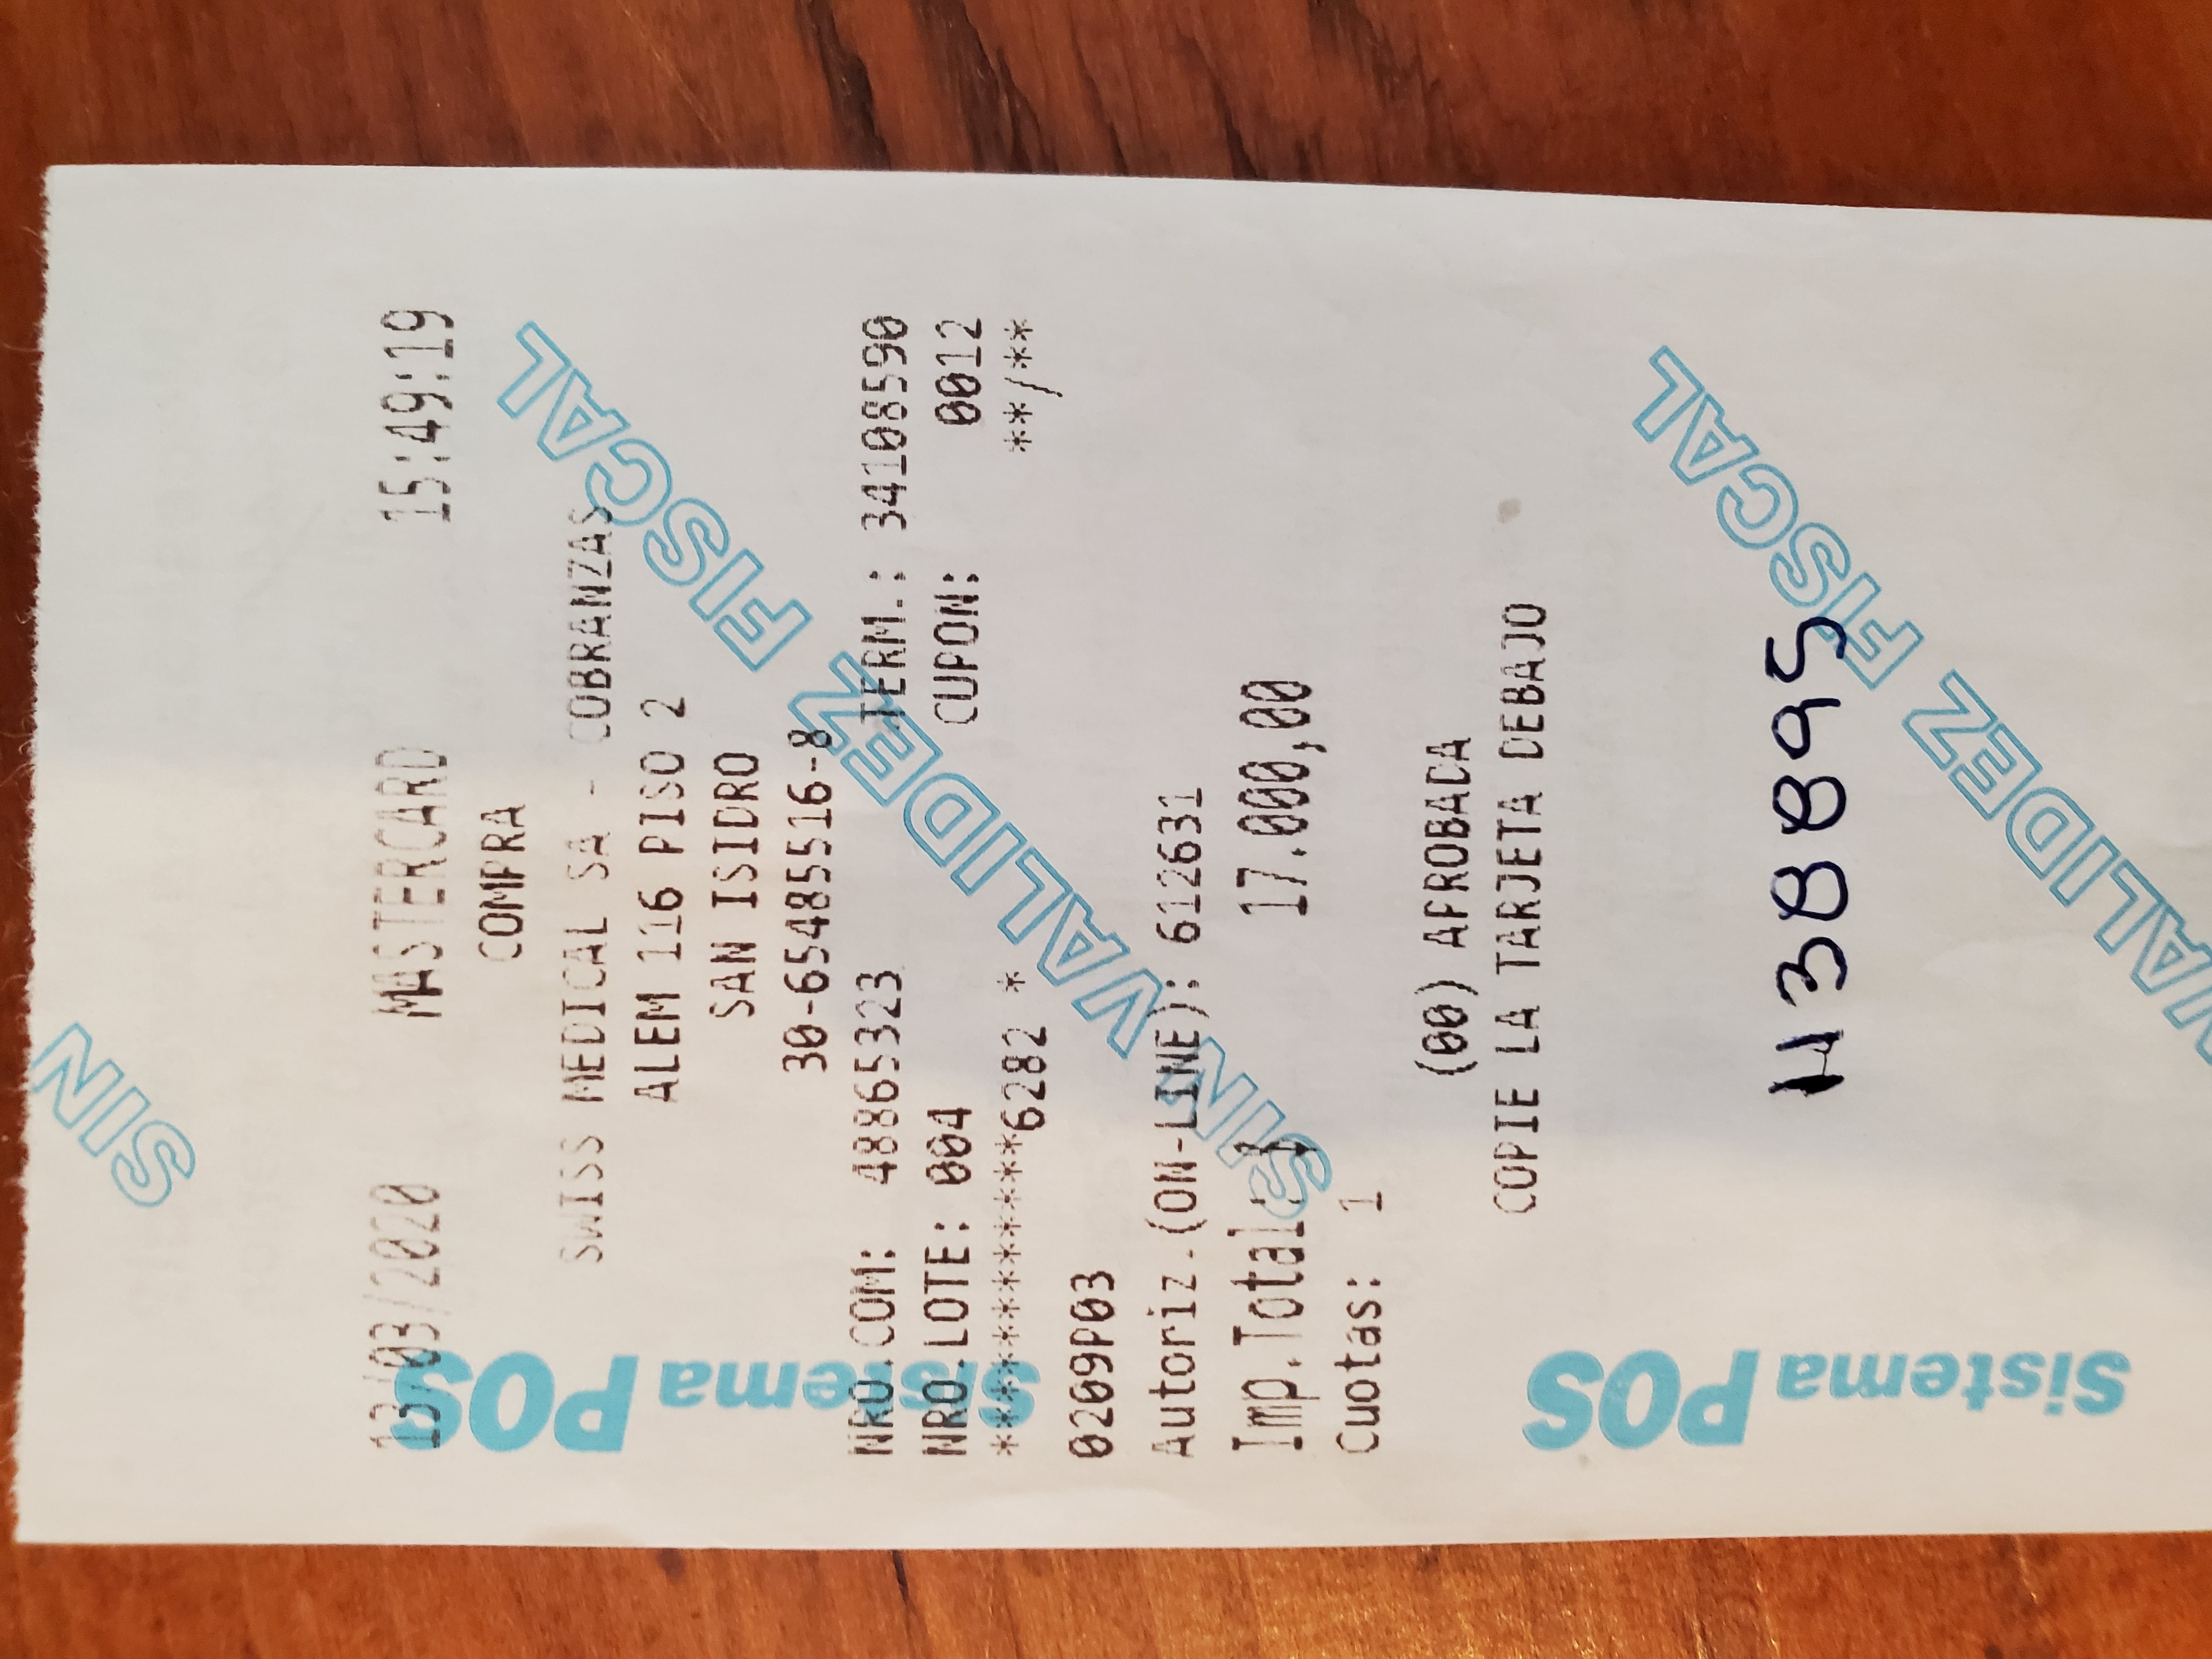 SIN
13/03/2020 MASTERCARD 15:49:19
COMPRA
SWISS MEDICAL SA - COBRANZAS
ALEM 116 PISO 2
SAN ISIDRO
30-65485516-8
NRO.COM: 48865323 TERM.: 34108590
NRO.LOTE: 004 CUPON: 0012
************6282 * **/**
0209P03
Autoriz.(ON-LINE): 612631
Imp.Total: $ 17.000,00
Cuotas: 1
(00) APROBADA
COPIE LA TARJETA DEBAJO
Sistema POS
SIN VALIDEZ FISCAL
Sistema POS
VALIDEZ FISCAL